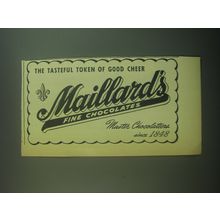 THE TASTEFUL TOKEN OF GOOD CHEER
Maillard's
FINE CHOCOLATES
Master Chocolatiers
since 1848